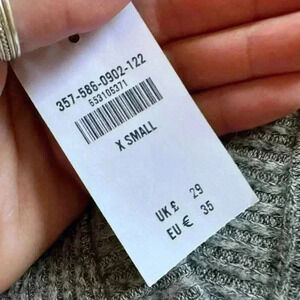 357-586-0902-122
553105371
X SMALL
UK £ 29
EU € 35